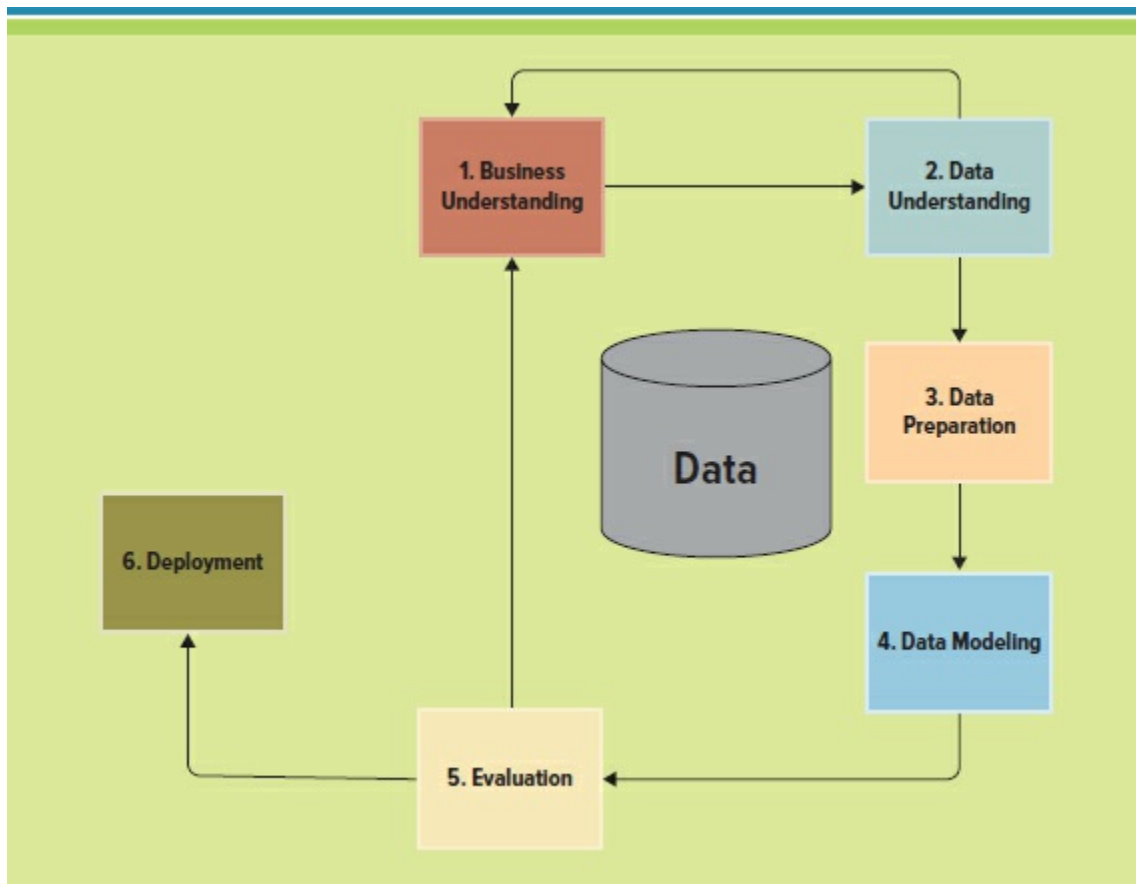 1. Business
Understanding
2. Data
Understanding
3. Data
Preparation
Data
6. Deployment
4. Data Modeling
5. Evaluation